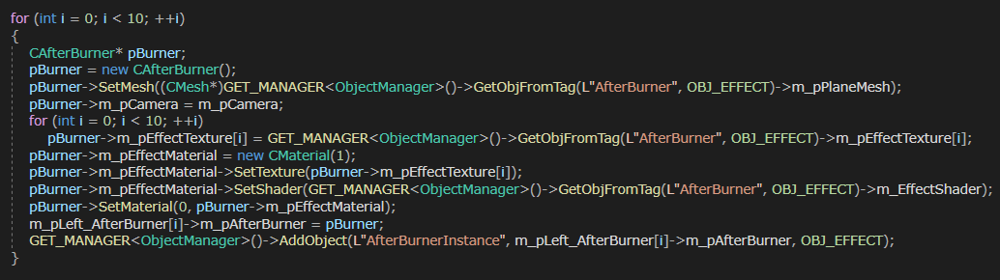 for (int i = 0; i < 10; ++i)
{
CAfterBurner* pBurner;
pBurner = new CAfterBurner();
pBurner->SetMesh((CMesh*)GET_MANAGER<ObjectManager>()->GetObjFromTag(L"AfterBurner", OBJ_EFFECT)->m_pPlaneMesh);
pBurner->m_pCamera = m_pCamera;
for (int i = 0; i < 10; ++i)
pBurner->m_pEffectTexture[i] = GET_MANAGER<ObjectManager>()->GetObjFromTag(L"AfterBurner", OBJ_EFFECT)->m_pEffectTexture[i];
pBurner->m_pEffectMaterial = new CMaterial(1);
pBurner->m_pEffectMaterial->SetTexture(pBurner->m_pEffectTexture[i]);
pBurner->m_pEffectMaterial->SetShader(GET_MANAGER<ObjectManager>()->GetObjFromTag(L"AfterBurner", OBJ_EFFECT)->m_EffectShader);
pBurner->SetMaterial(0, pBurner->m_pEffectMaterial);
m_pLeft_AfterBurner[i]->m_pAfterBurner = pBurner;
GET_MANAGER<ObjectManager>()->AddObject(L"AfterBurnerInstance", m_pLeft_AfterBurner[i]->m_pAfterBurner, OBJ_EFFECT);
}